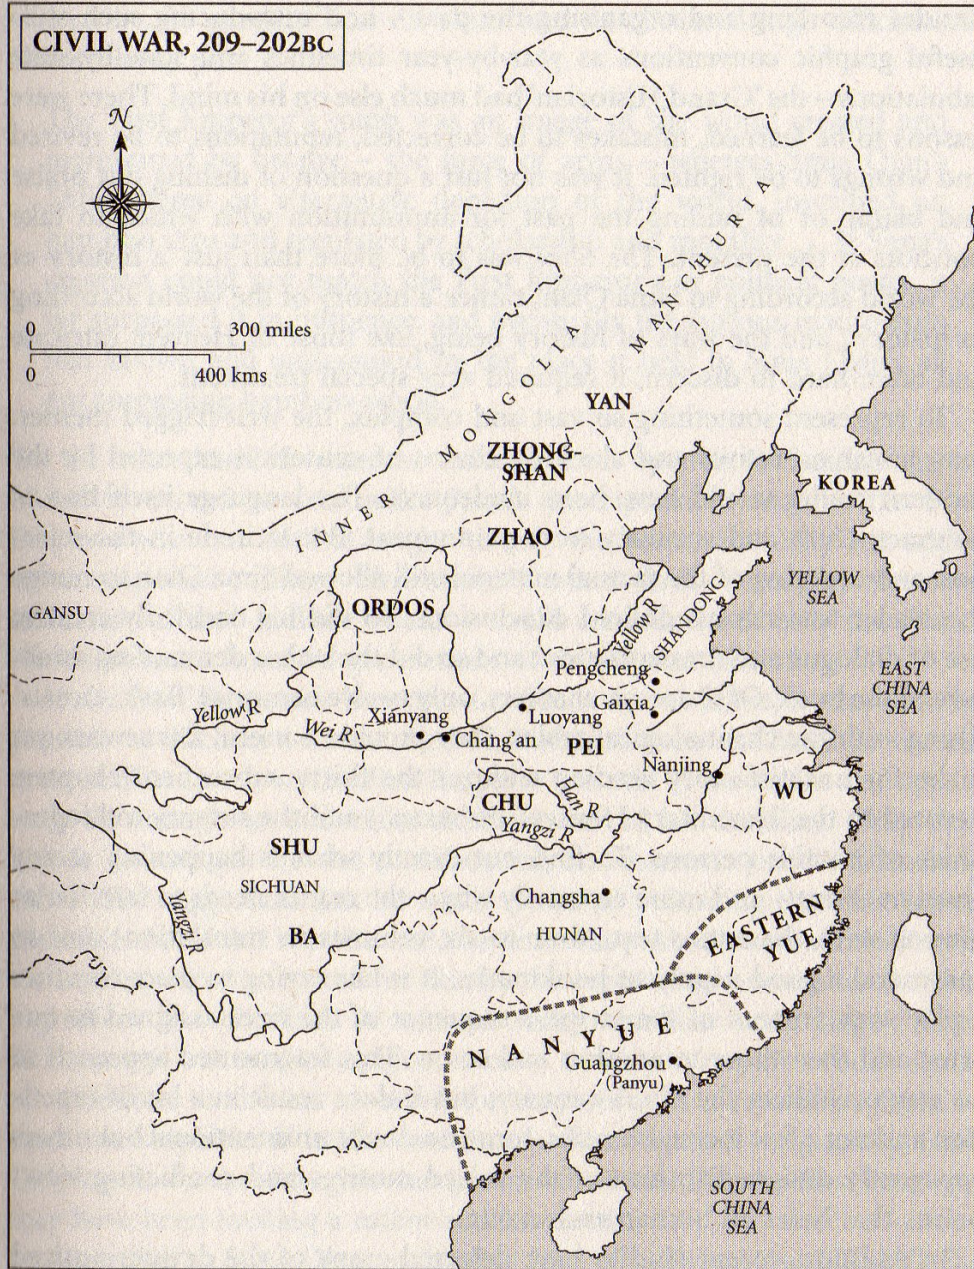 CIVIL WAR, 209–202BC
N
0 300 miles
0 400 kms
MANCHURIA
INNER MONGOLIA
YAN
ZHONG-
SHAN
ZHAO
KOREA
ORDOS
GANSU
YELLOW
SEA
Yellow R
SHANDONG
Pengcheng
EAST
CHINA
SEA
Yellow R
Wei R
Xianyang
Chang'an
Luoyang
Gaixia
PEI
Nanjing
WU
CHU
Han R
Yangzi R
SHU
SICHUAN
Yangzi R
BA
Changsha
HUNAN
EASTERN
YUE
NANYUE
Guangzhou
(Panyu)
SOUTH
CHINA
SEA